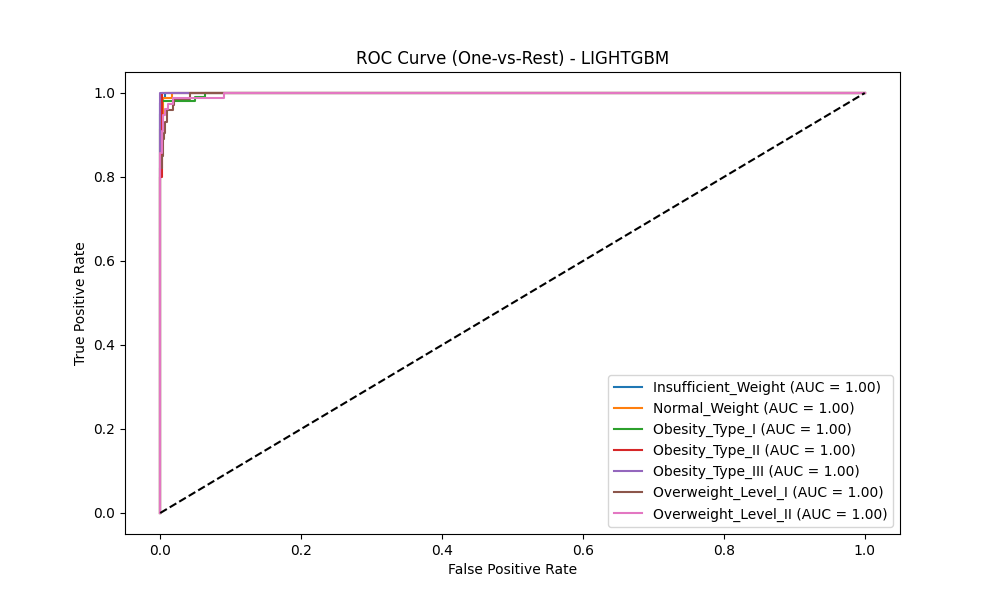 ROC Curve (One-vs-Rest) - LIGHTGBM
True Positive Rate
1.0
0.8
0.6
0.4
0.2
0.0
0.0 0.2 0.4 0.6 0.8 1.0
False Positive Rate
Insufficient_Weight (AUC = 1.00)
Normal_Weight (AUC = 1.00)
Obesity_Type_I (AUC = 1.00)
Obesity_Type_II (AUC = 1.00)
Obesity_Type_III (AUC = 1.00)
Overweight_Level_I (AUC = 1.00)
Overweight_Level_II (AUC = 1.00)